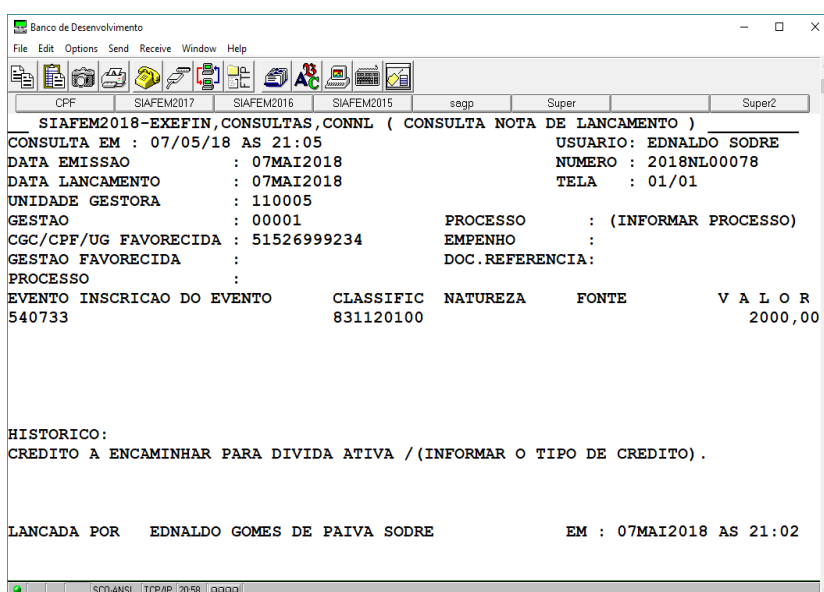 Banco de Desenvolvimento
File Edit Options Send Receive Window Help
CPF SIAFEM2017 SIAFEM2016 SIAFEM2015 sagp Super Super2
__ SIAFEM2018-EXEFIN,CONSULTAS,CONNL ( CONSULTA NOTA DE LANCAMENTO ) __________
CONSULTA EM : 07/05/18 AS 21:05 USUARIO: EDNALDO SODRE
DATA EMISSAO : 07MAI2018 NUMERO : 2018NL00078
DATA LANCAMENTO : 07MAI2018 TELA : 01/01
UNIDADE GESTORA : 110005
GESTAO : 00001 PROCESSO : (INFORMAR PROCESSO)
CGC/CPF/UG FAVORECIDA : 51526999234 EMPENHO :
GESTAO FAVORECIDA : DOC.REFERENCIA:
PROCESSO :
EVENTO INSCRICAO DO EVENTO CLASSIFIC NATUREZA FONTE V A L O R
540733 831120100 2000,00
HISTORICO:
CREDITO A ENCAMINHAR PARA DIVIDA ATIVA /(INFORMAR O TIPO DE CREDITO).
LANCADA POR EDNALDO GOMES DE PAIVA SODRE EM : 07MAI2018 AS 21:02
SCO-ANSI TCP/IP 20:58